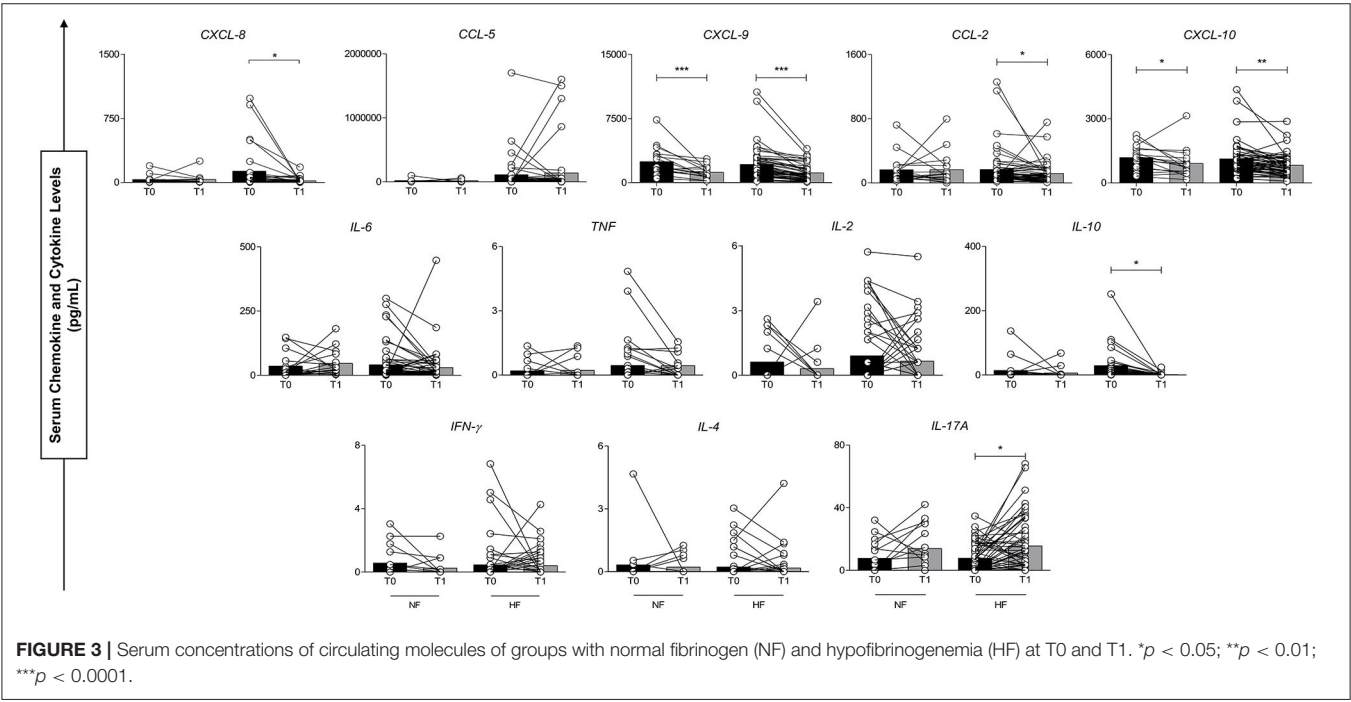 Serum Chemokine and Cytokine Levels
(pg/mL)
CXCL-8
1500
750
0
*
T0 T1 T0 T1
CCL-5
2000000
1000000
0
T0 T1 T0 T1
CXCL-9
15000
7500
0
*** ***
T0 T1 T0 T1
CCL-2
1600
800
0
*
T0 T1 T0 T1
CXCL-10
6000
3000
0
* **
T0 T1 T0 T1
IL-6
500
250
0
T0 T1 T0 T1
TNF
6
3
0
T0 T1 T0 T1
IL-2
6
3
0
T0 T1 T0 T1
IL-10
400
200
0
*
T0 T1 T0 T1
IFN-γ
8
4
0
T0 T1 T0 T1
NF HF
IL-4
6
3
0
T0 T1 T0 T1
NF HF
IL-17A
80
40
0
*
T0 T1 T0 T1
NF HF
FIGURE 3 | Serum concentrations of circulating molecules of groups with normal fibrinogen (NF) and hypofibrinogenemia (HF) at T0 and T1. *p < 0.05; **p < 0.01;
***p < 0.0001.